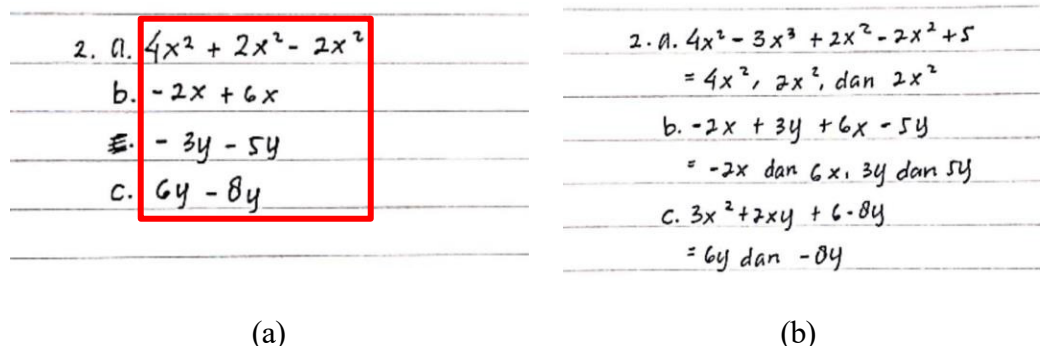 2. a. 4x² + 2x² - 2x²
b. - 2x + 6x
- 3y - 5y
c. 6y - 8y
(a)
2. a. 4x² - 3x³ + 2x² - 2x² + 5
= 4x², 2x², dan 2x²
b. -2x + 3y + 6x - 5y
= -2x dan 6x, 3y dan 5y
c. 3x² + 2xy + 6 - 8y
= 6y dan -8y
(b)